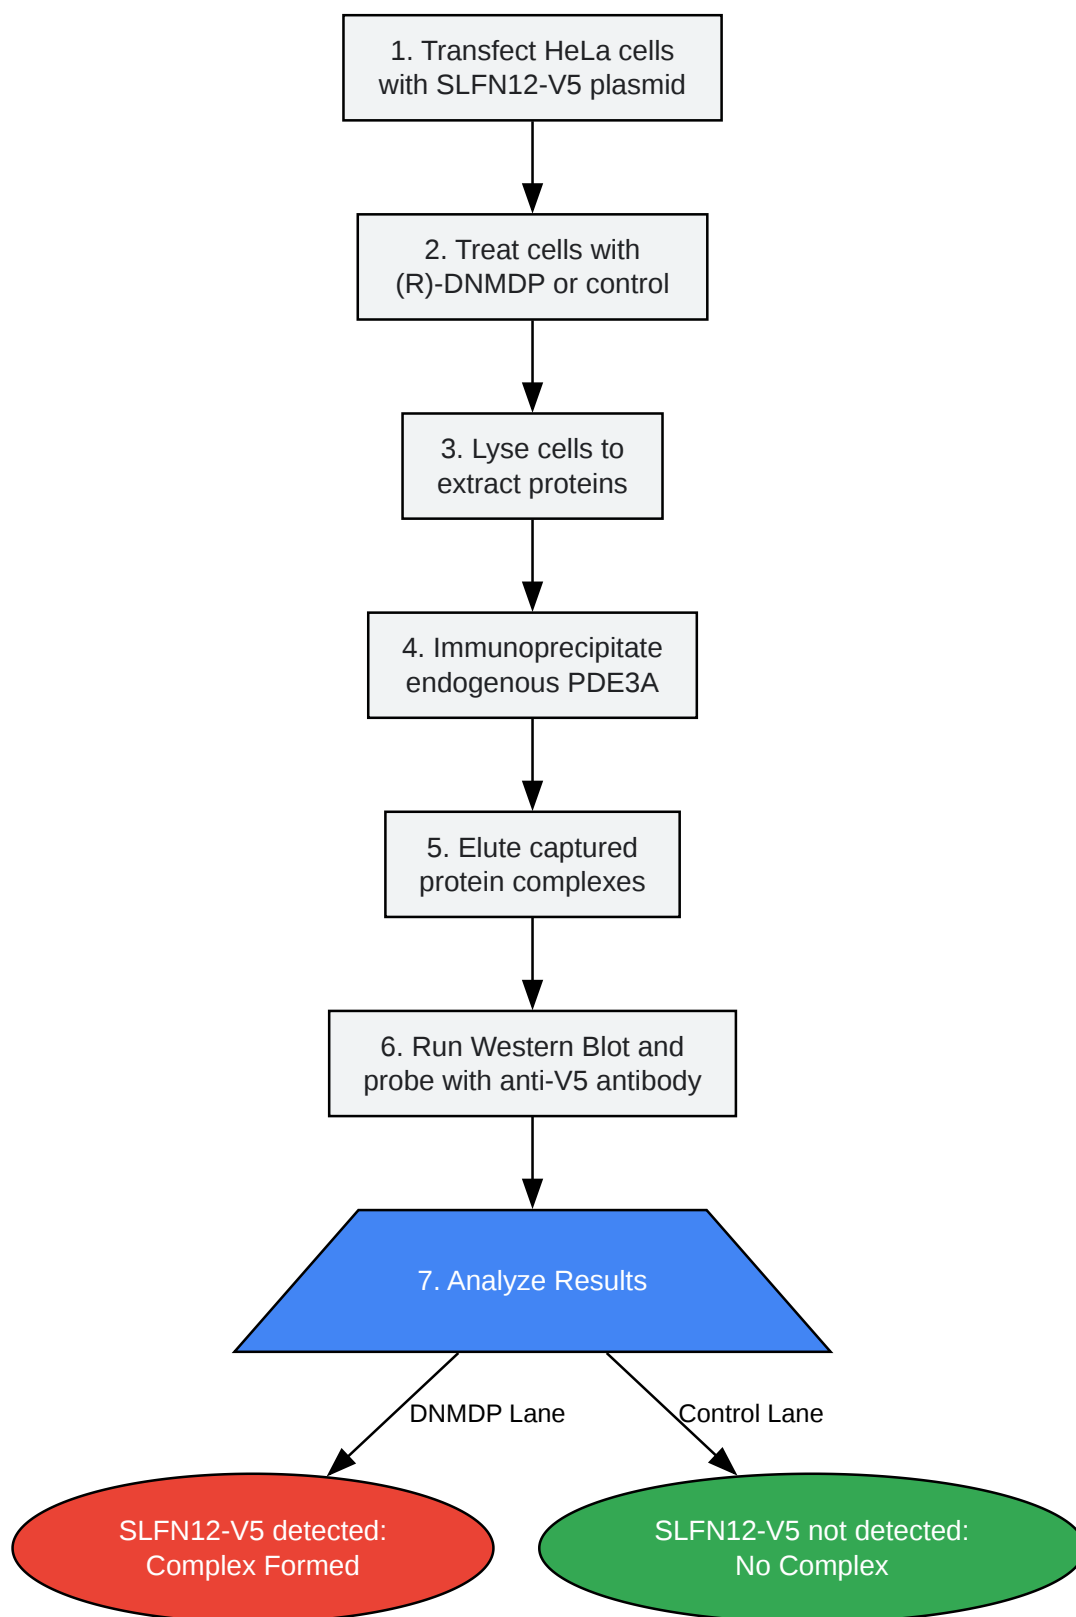 1. Transfect HeLa cells
with SLFN12-V5 plasmid
2. Treat cells with
(R)-DNMDP or control
3. Lyse cells to
extract proteins
4. Immunoprecipitate
endogenous PDE3A
5. Elute captured
protein complexes
6. Run Western Blot and
probe with anti-V5 antibody
7. Analyze Results
DNMDP Lane
Control Lane
SLFN12-V5 detected:
Complex Formed
SLFN12-V5 not detected:
No Complex